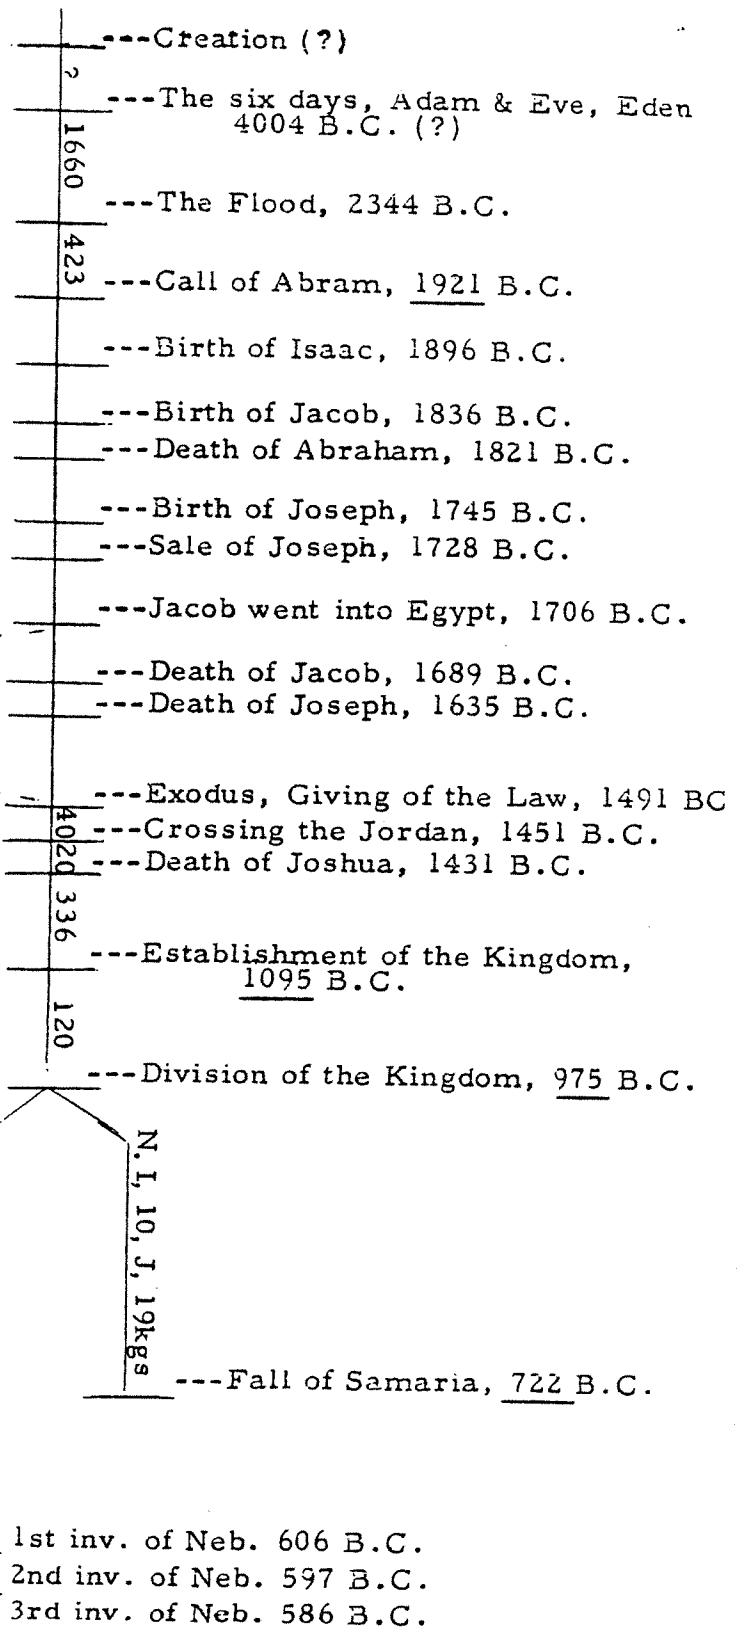 ---Creation (?)
?
---The six days, Adam & Eve, Eden
4004 B.C. (?)
1660
---The Flood, 2344 B.C.
423
---Call of Abram, 1921 B.C.
---Birth of Isaac, 1896 B.C.
---Birth of Jacob, 1836 B.C.
---Death of Abraham, 1821 B.C.
---Birth of Joseph, 1745 B.C.
---Sale of Joseph, 1728 B.C.
---Jacob went into Egypt, 1706 B.C.
---Death of Jacob, 1689 B.C.
---Death of Joseph, 1635 B.C.
---Exodus, Giving of the Law, 1491 BC
40
---Crossing the Jordan, 1451 B.C.
20
---Death of Joshua, 1431 B.C.
336
---Establishment of the Kingdom,
1095 B.C.
120
---Division of the Kingdom, 975 B.C.
N. I, 10, J, 19kgs
---Fall of Samaria, 722 B.C.
1st inv. of Neb. 606 B.C.
2nd inv. of Neb. 597 B.C.
3rd inv. of Neb. 586 B.C.